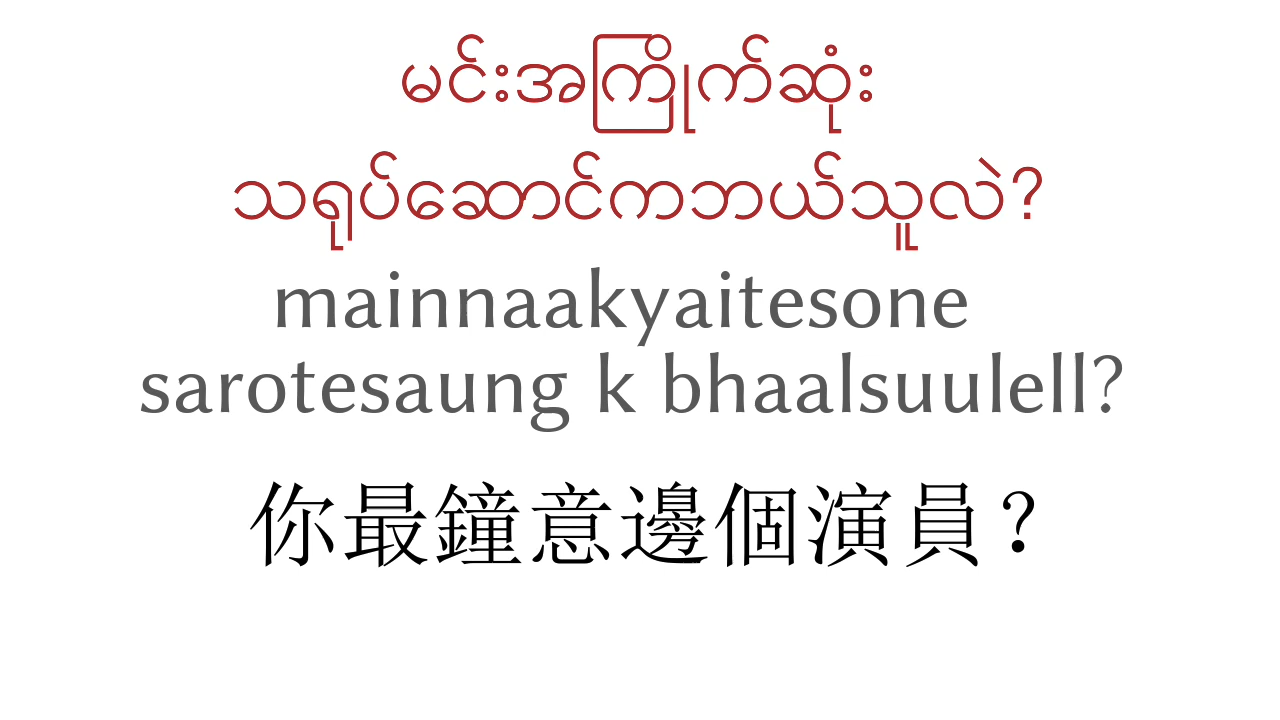 မင်းအကြိုက်ဆုံး
သရုပ်ဆောင်ကဘယ်သူလဲ?
mainnaakyaitesone
sarotesaung k bhaalsuulell?
你最鐘意邊個演員？